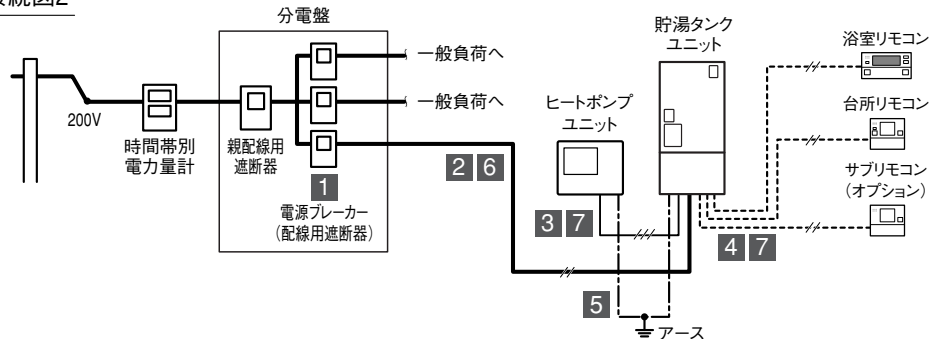 分電盤
貯湯タンク
ユニット
浴室リモコン
一般負荷へ
一般負荷へ
ヒートポンプ
ユニット
台所リモコン
200V
時間帯別
電力量計
親配線用
遮断器
1
電源ブレーカー
（配線用遮断器）
2 6
サブリモコン
（オプション）
3 7
4 7
5
アース